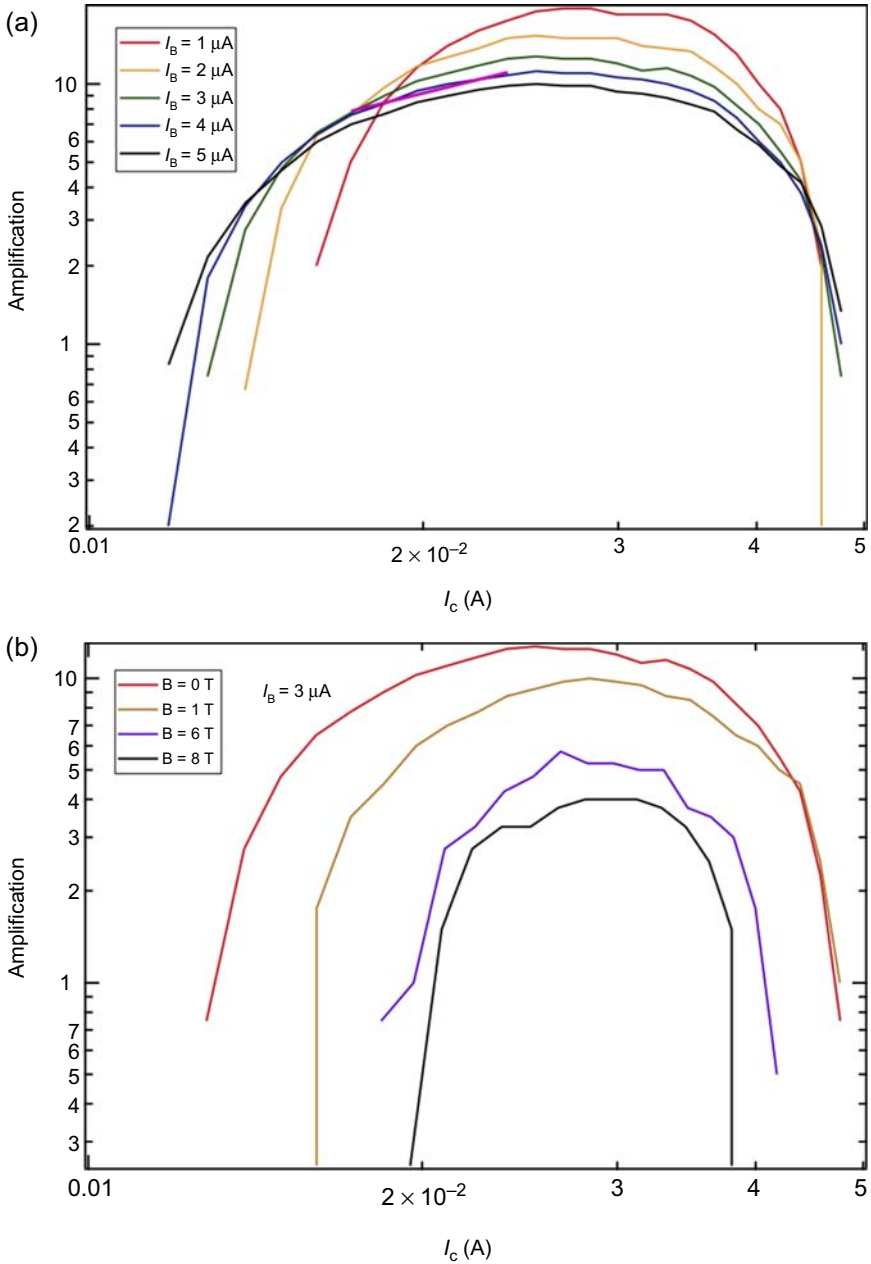 (a)
I_B = 1 μA
I_B = 2 μA
I_B = 3 μA
I_B = 4 μA
I_B = 5 μA
Amplification
10
6
5
4
3
2
1
6
5
4
3
2
0.01
2 × 10⁻²
3
4
5
I_c (A)
(b)
B = 0 T
B = 1 T
B = 6 T
B = 8 T
I_B = 3 μA
Amplification
10
7
6
5
4
3
2
1
7
6
5
4
3
0.01
2 × 10⁻²
3
4
5
I_c (A)